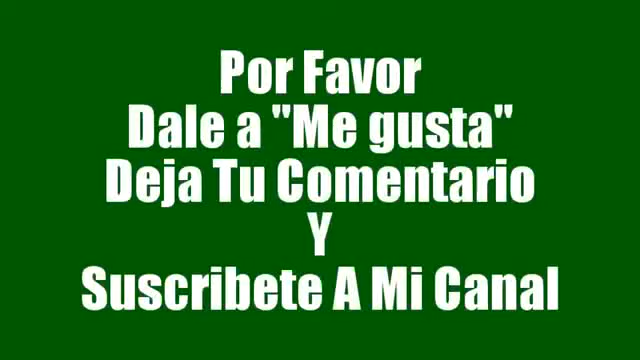 Por Favor
Dale a "Me gusta"
Deja Tu Comentario
Y
Suscribete A Mi Canal